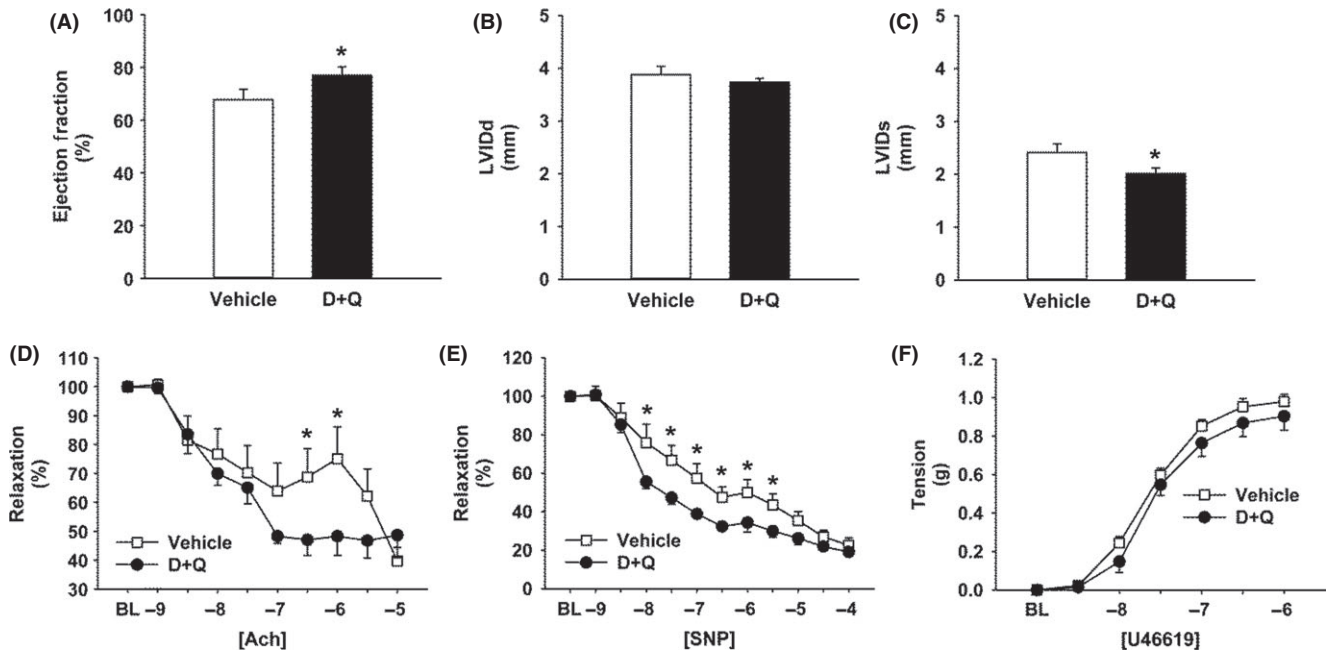 (A)
100
80
60
40
20
0
Ejection fraction
(%)
*
Vehicle D+Q
(B)
5
4
3
2
1
0
LVIDd
(mm)
Vehicle D+Q
(C)
5
4
3
2
1
0
LVIDs
(mm)
*
Vehicle D+Q
(D)
110
100
90
80
70
60
50
40
30
Relaxation
(%)
* *
Vehicle
D+Q
BL –9 –8 –7 –6 –5
[Ach]
(E)
120
100
80
60
40
20
0
Relaxation
(%)
* * * * * *
Vehicle
D+Q
BL –9 –8 –7 –6 –5 –4
[SNP]
(F)
1.2
1.0
0.8
0.6
0.4
0.2
0.0
Tension
(g)
Vehicle
D+Q
BL –8 –7 –6
[U46619]